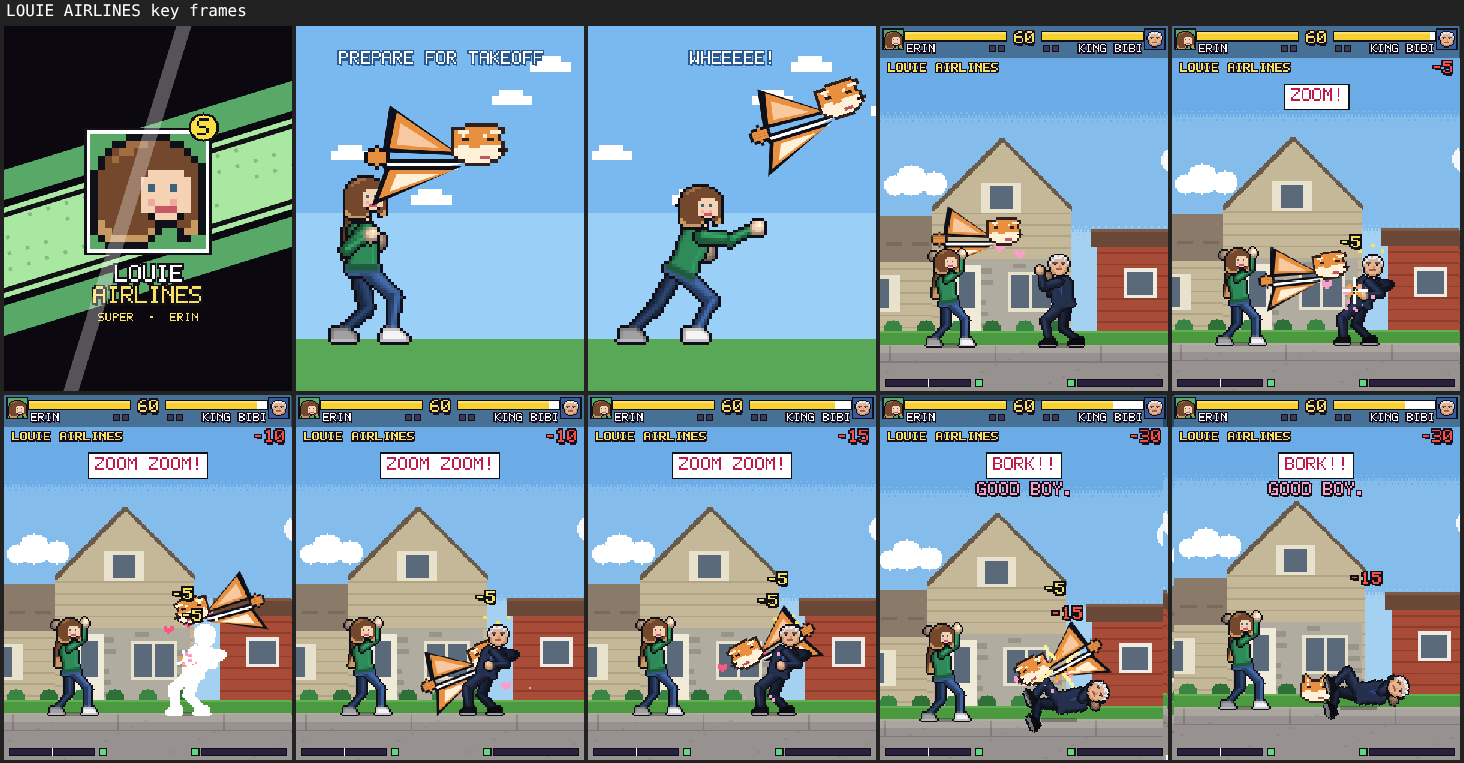 LOUIE AIRLINES key frames
S
LOUIE
AIRLINES
SUPER - ERIN
PREPARE FOR TAKEOFF
WHEEEEE!
60
ERIN
KING BIBI
LOUIE AIRLINES
60
ERIN
KING BIBI
LOUIE AIRLINES
-5
ZOOM!
-5
60
ERIN
KING BIBI
LOUIE AIRLINES
-10
ZOOM ZOOM!
-5
-5
60
ERIN
KING BIBI
LOUIE AIRLINES
-10
ZOOM ZOOM!
-5
60
ERIN
KING BIBI
LOUIE AIRLINES
-15
ZOOM ZOOM!
-5
-5
60
ERIN
KING BIBI
LOUIE AIRLINES
-30
BORK!!
GOOD BOY.
-5
-15
60
ERIN
KING BIBI
LOUIE AIRLINES
-30
BORK!!
GOOD BOY.
-15